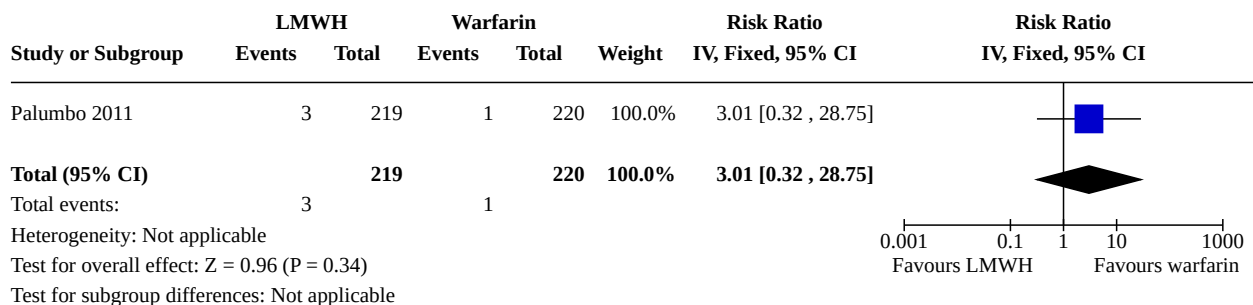 LMWH Warfarin Risk Ratio Risk Ratio
Study or Subgroup Events Total Events Total Weight IV, Fixed, 95% CI IV, Fixed, 95% CI
Palumbo 2011 3 219 1 220 100.0% 3.01 [0.32 , 28.75]
Total (95% CI) 219 220 100.0% 3.01 [0.32 , 28.75]
Total events: 3 1
Heterogeneity: Not applicable
0.001 0.1 1 10 1000
Test for overall effect: Z = 0.96 (P = 0.34) Favours LMWH Favours warfarin
Test for subgroup differences: Not applicable